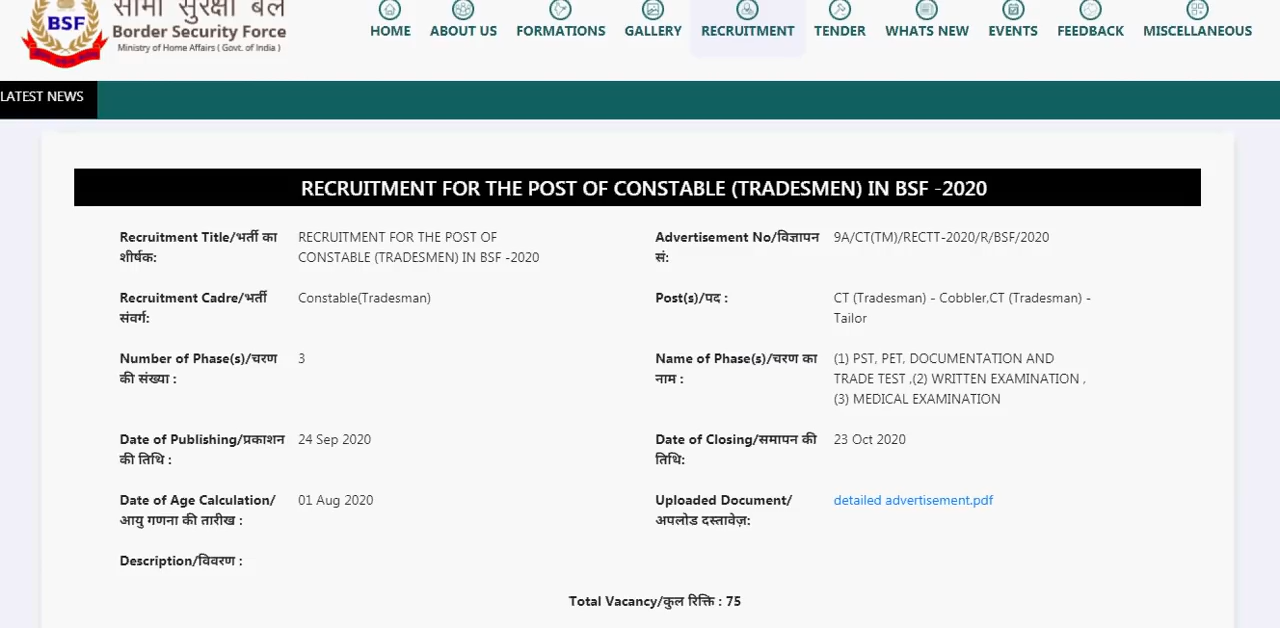 सीमा सुरक्षा बल
BSF
Border Security Force
Ministry of Home Affairs ( Govt. of India )
HOME ABOUT US FORMATIONS GALLERY RECRUITMENT TENDER WHATS NEW EVENTS FEEDBACK MISCELLANEOUS
LATEST NEWS
RECRUITMENT FOR THE POST OF CONSTABLE (TRADESMEN) IN BSF -2020
Recruitment Title/भर्ती का शीर्षक:
RECRUITMENT FOR THE POST OF
CONSTABLE (TRADESMEN) IN BSF -2020
Advertisement No/विज्ञापन
सं:
9A/CT(TM)/RECTT-2020/R/BSF/2020
Recruitment Cadre/भर्ती
संवर्ग:
Constable(Tradesman)
Post(s)/पद :
CT (Tradesman) - Cobbler,CT (Tradesman) -
Tailor
Number of Phase(s)/चरण
की संख्या :
3
Name of Phase(s)/चरण का
नाम :
(1) PST, PET, DOCUMENTATION AND
TRADE TEST ,(2) WRITTEN EXAMINATION ,
(3) MEDICAL EXAMINATION
Date of Publishing/प्रकाशन
की तिथि :
24 Sep 2020
Date of Closing/समापन की
तिथि:
23 Oct 2020
Date of Age Calculation/
आयु गणना की तारीख :
01 Aug 2020
Uploaded Document/
अपलोड दस्तावेज़:
detailed advertisement.pdf
Description/विवरण :
Total Vacancy/कुल रिक्ति : 75